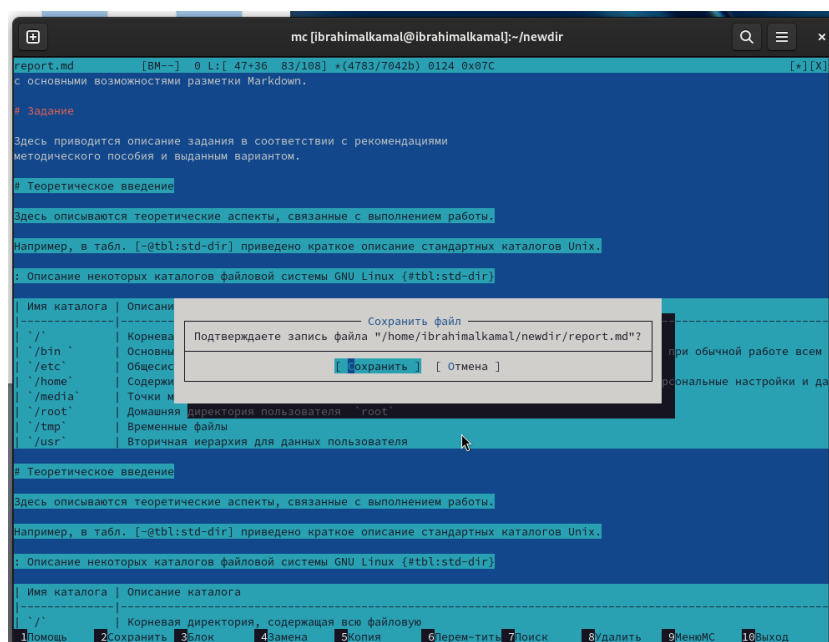 mc [ibrahimalkamal@ibrahimalkamal]:~/newdir
report.md [BM--] 0 L:[ 47+36 83/108] *(4783/7042b) 0124 0x07C [*][X]
с основными возможностями разметки Markdown.
# Задание
Здесь приводится описание задания в соответствии с рекомендациями
методического пособия и выданным вариантом.
# Теоретическое введение
Здесь описываются теоретические аспекты, связанные с выполнением работы.
Например, в табл. [-@tbl:std-dir] приведено краткое описание стандартных каталогов Unix.
: Описание некоторых каталогов файловой системы GNU Linux {#tbl:std-dir}
| Имя каталога | Описани
Сохранить файл
Подтверждаете запись файла "/home/ibrahimalkamal/newdir/report.md"?
[ Сохранить ] [ Отмена ]
| `/` | Корнева
| `/bin ` | Основны при обычной работе всем
| `/etc` | Общесис
| `/home` | Содержи рсональные настройки и да
| `/media` | Точки м
| `/root` | Домашняя директория пользователя `root`
| `/tmp` | Временные файлы
| `/usr` | Вторичная иерархия для данных пользователя
# Теоретическое введение
Здесь описываются теоретические аспекты, связанные с выполнением работы.
Например, в табл. [-@tbl:std-dir] приведено краткое описание стандартных каталогов Unix.
: Описание некоторых каталогов файловой системы GNU Linux {#tbl:std-dir}
| Имя каталога | Описание каталога
|--------------|
| `/` | Корневая директория, содержащая всю файловую
1Помощь 2Сохранить 3Блок 4Замена 5Копия 6Перем~тить 7Поиск 8Удалить 9МенюМС 10Выход